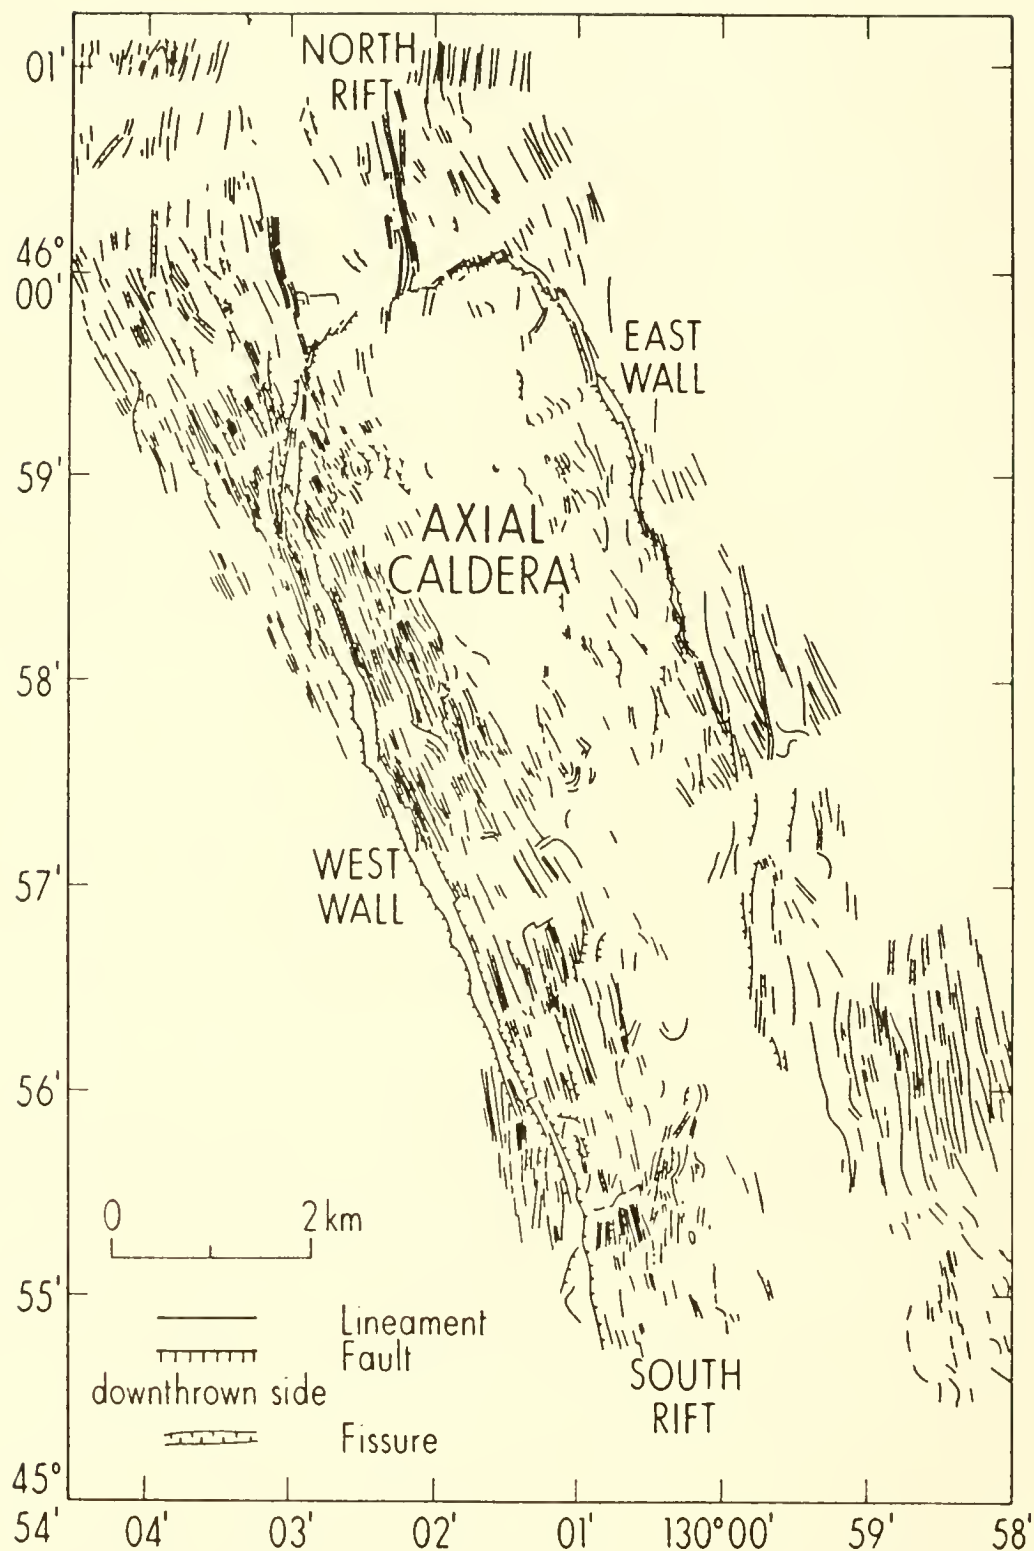 NORTH
RIFT
01'
46°
00'
EAST
WALL
59'
AXIAL
CALDERA
58'
WEST
WALL
57'
56'
0 2 km
55'
Lineament
Fault
downthrown side
Fissure
SOUTH
RIFT
45°
54'
04' 03' 02' 01' 130°00' 59' 58'